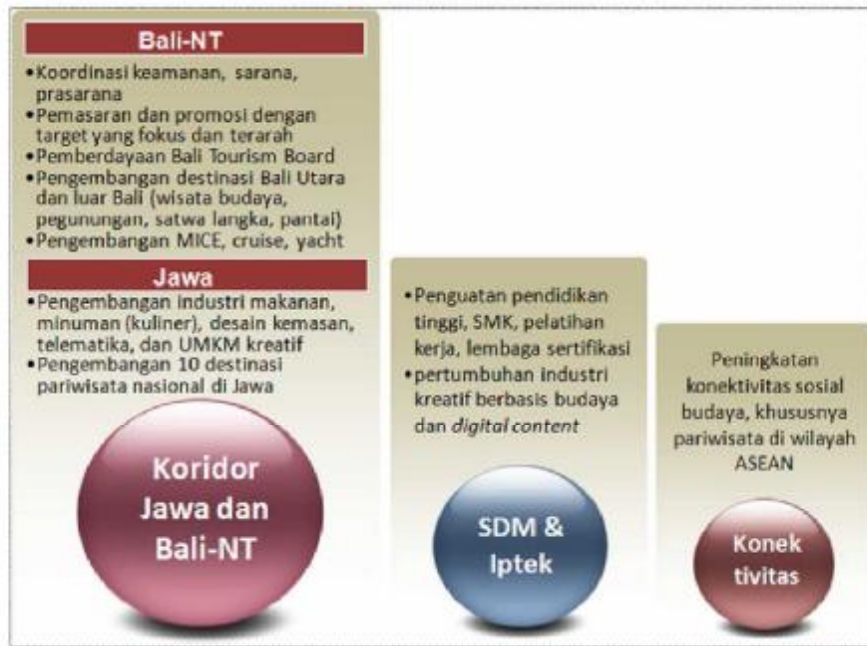 Bali-NT
•Koordinasi keamanan, sarana,
prasarana
•Pemasaran dan promosi dengan
target yang fokus dan terarah
•Pemberdayaan Bali Tourism Board
•Pengembangan destinasi Bali Utara
dan luar Bali (wisata budaya,
pegunungan, satwa langka, pantai)
•Pengembangan MICE, cruise, yacht
Jawa
•Pengembangan industri makanan,
minuman (kuliner), desain kemasan,
telematika, dan UMKM kreatif
•Pengembangan 10 destinasi
pariwisata nasional di Jawa
Koridor
Jawa dan
Bali-NT
•Penguatan pendidikan
tinggi, SMK, pelatihan
kerja, lembaga sertifikasi
•pertumbuhan industri
kreatif berbasis budaya
dan digital content
SDM &
Iptek
Peningkatan
konektivitas sosial
budaya, khususnya
pariwisata di wilayah
ASEAN
Konek
tivitas